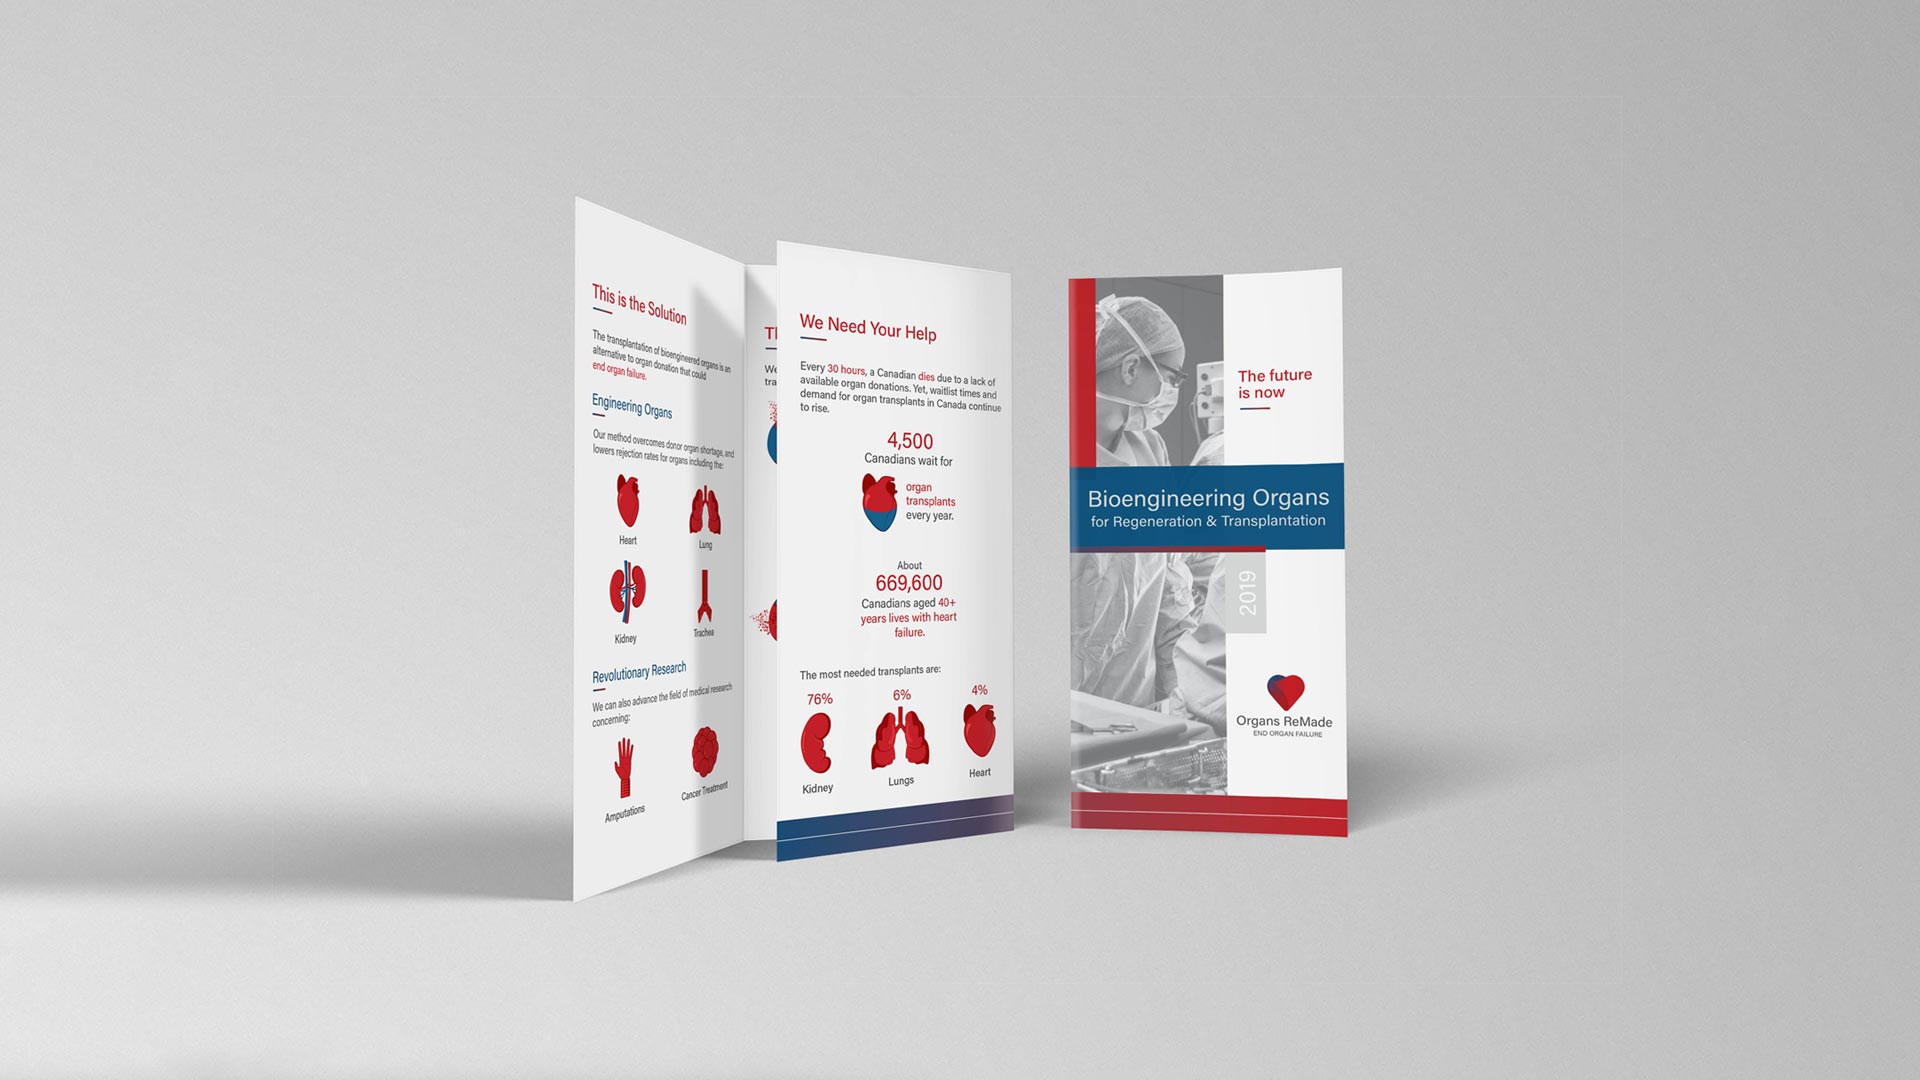 This is the Solution
The transplantation of bioengineered organs is an
alternative to organ donation that could
end organ failure.
Engineering Organs
Our method overcomes donor organ shortage, and
lowers rejection rates for organs including the:
Heart
Lung
Kidney
Trachea
Revolutionary Research
We can also advance the field of medical research
concerning:
Amputations
Cancer Treatment
We Need Your Help
Every 30 hours, a Canadian dies due to a lack of
available organ donations. Yet, waitlist times and
demand for organ transplants in Canada continue
to rise.
4,500
Canadians wait for
organ
transplants
every year.
About
669,600
Canadians aged 40+
years lives with heart
failure.
The most needed transplants are:
76%
6%
4%
Kidney
Lungs
Heart
The future
is now
Bioengineering Organs
for Regeneration & Transplantation
2019
Organs ReMade
END ORGAN FAILURE